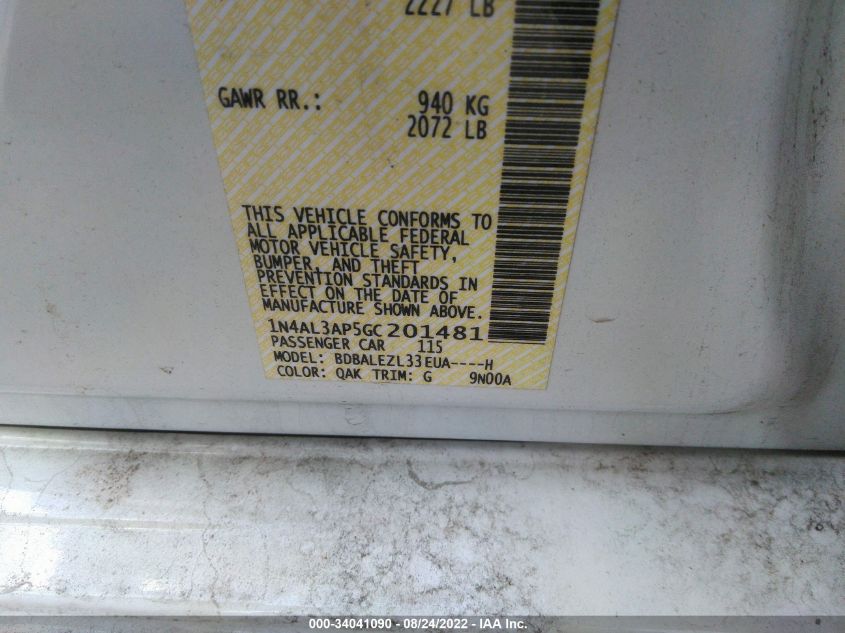 2227 LB
GAWR RR.: 940 KG
2072 LB
THIS VEHICLE CONFORMS TO
ALL APPLICABLE FEDERAL
MOTOR VEHICLE SAFETY,
BUMPER, AND THEFT
PREVENTION STANDARDS IN
EFFECT ON THE DATE OF
MANUFACTURE SHOWN ABOVE.
1N4AL3AP5GC201481
PASSENGER CAR 115
MODEL: BDBALEZL33EUA----H
COLOR: QAK TRIM: G 9N00A
000-34041090 - 08/24/2022 - IAA Inc.